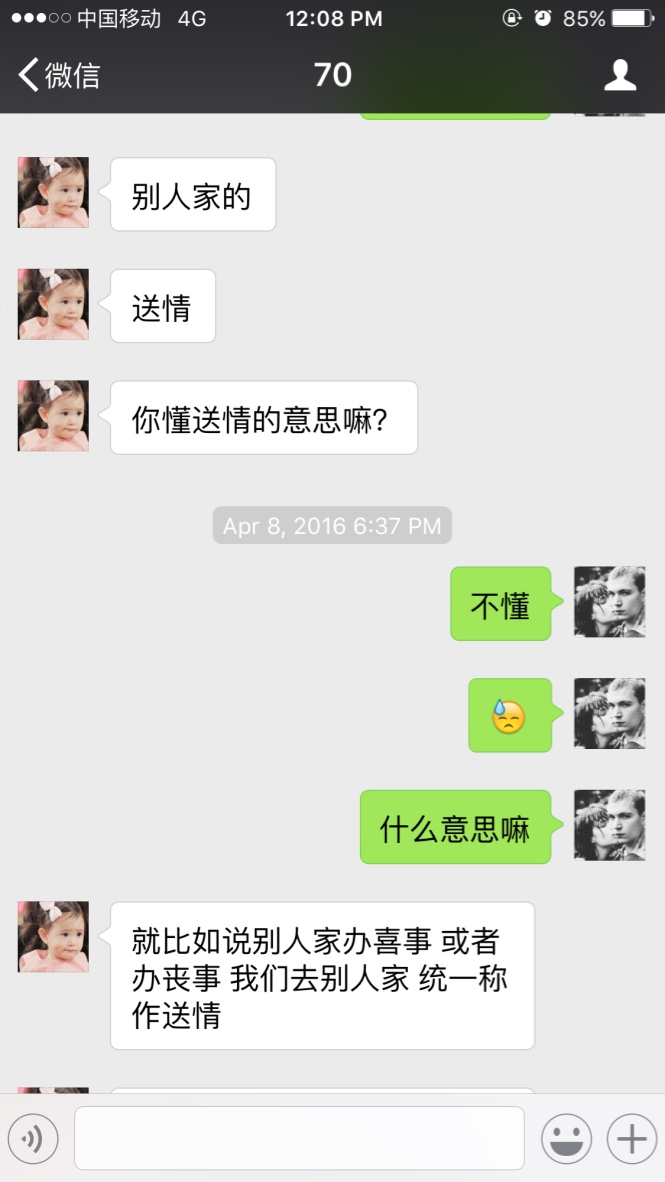 中国移动 4G 12:08 PM 85%
微信 70
别人家的
送情
你懂送情的意思嘛？
Apr 8, 2016 6:37 PM
不懂
😓
什么意思嘛
就比如说别人家办喜事 或者
办丧事 我们去别人家 统一称
作送情